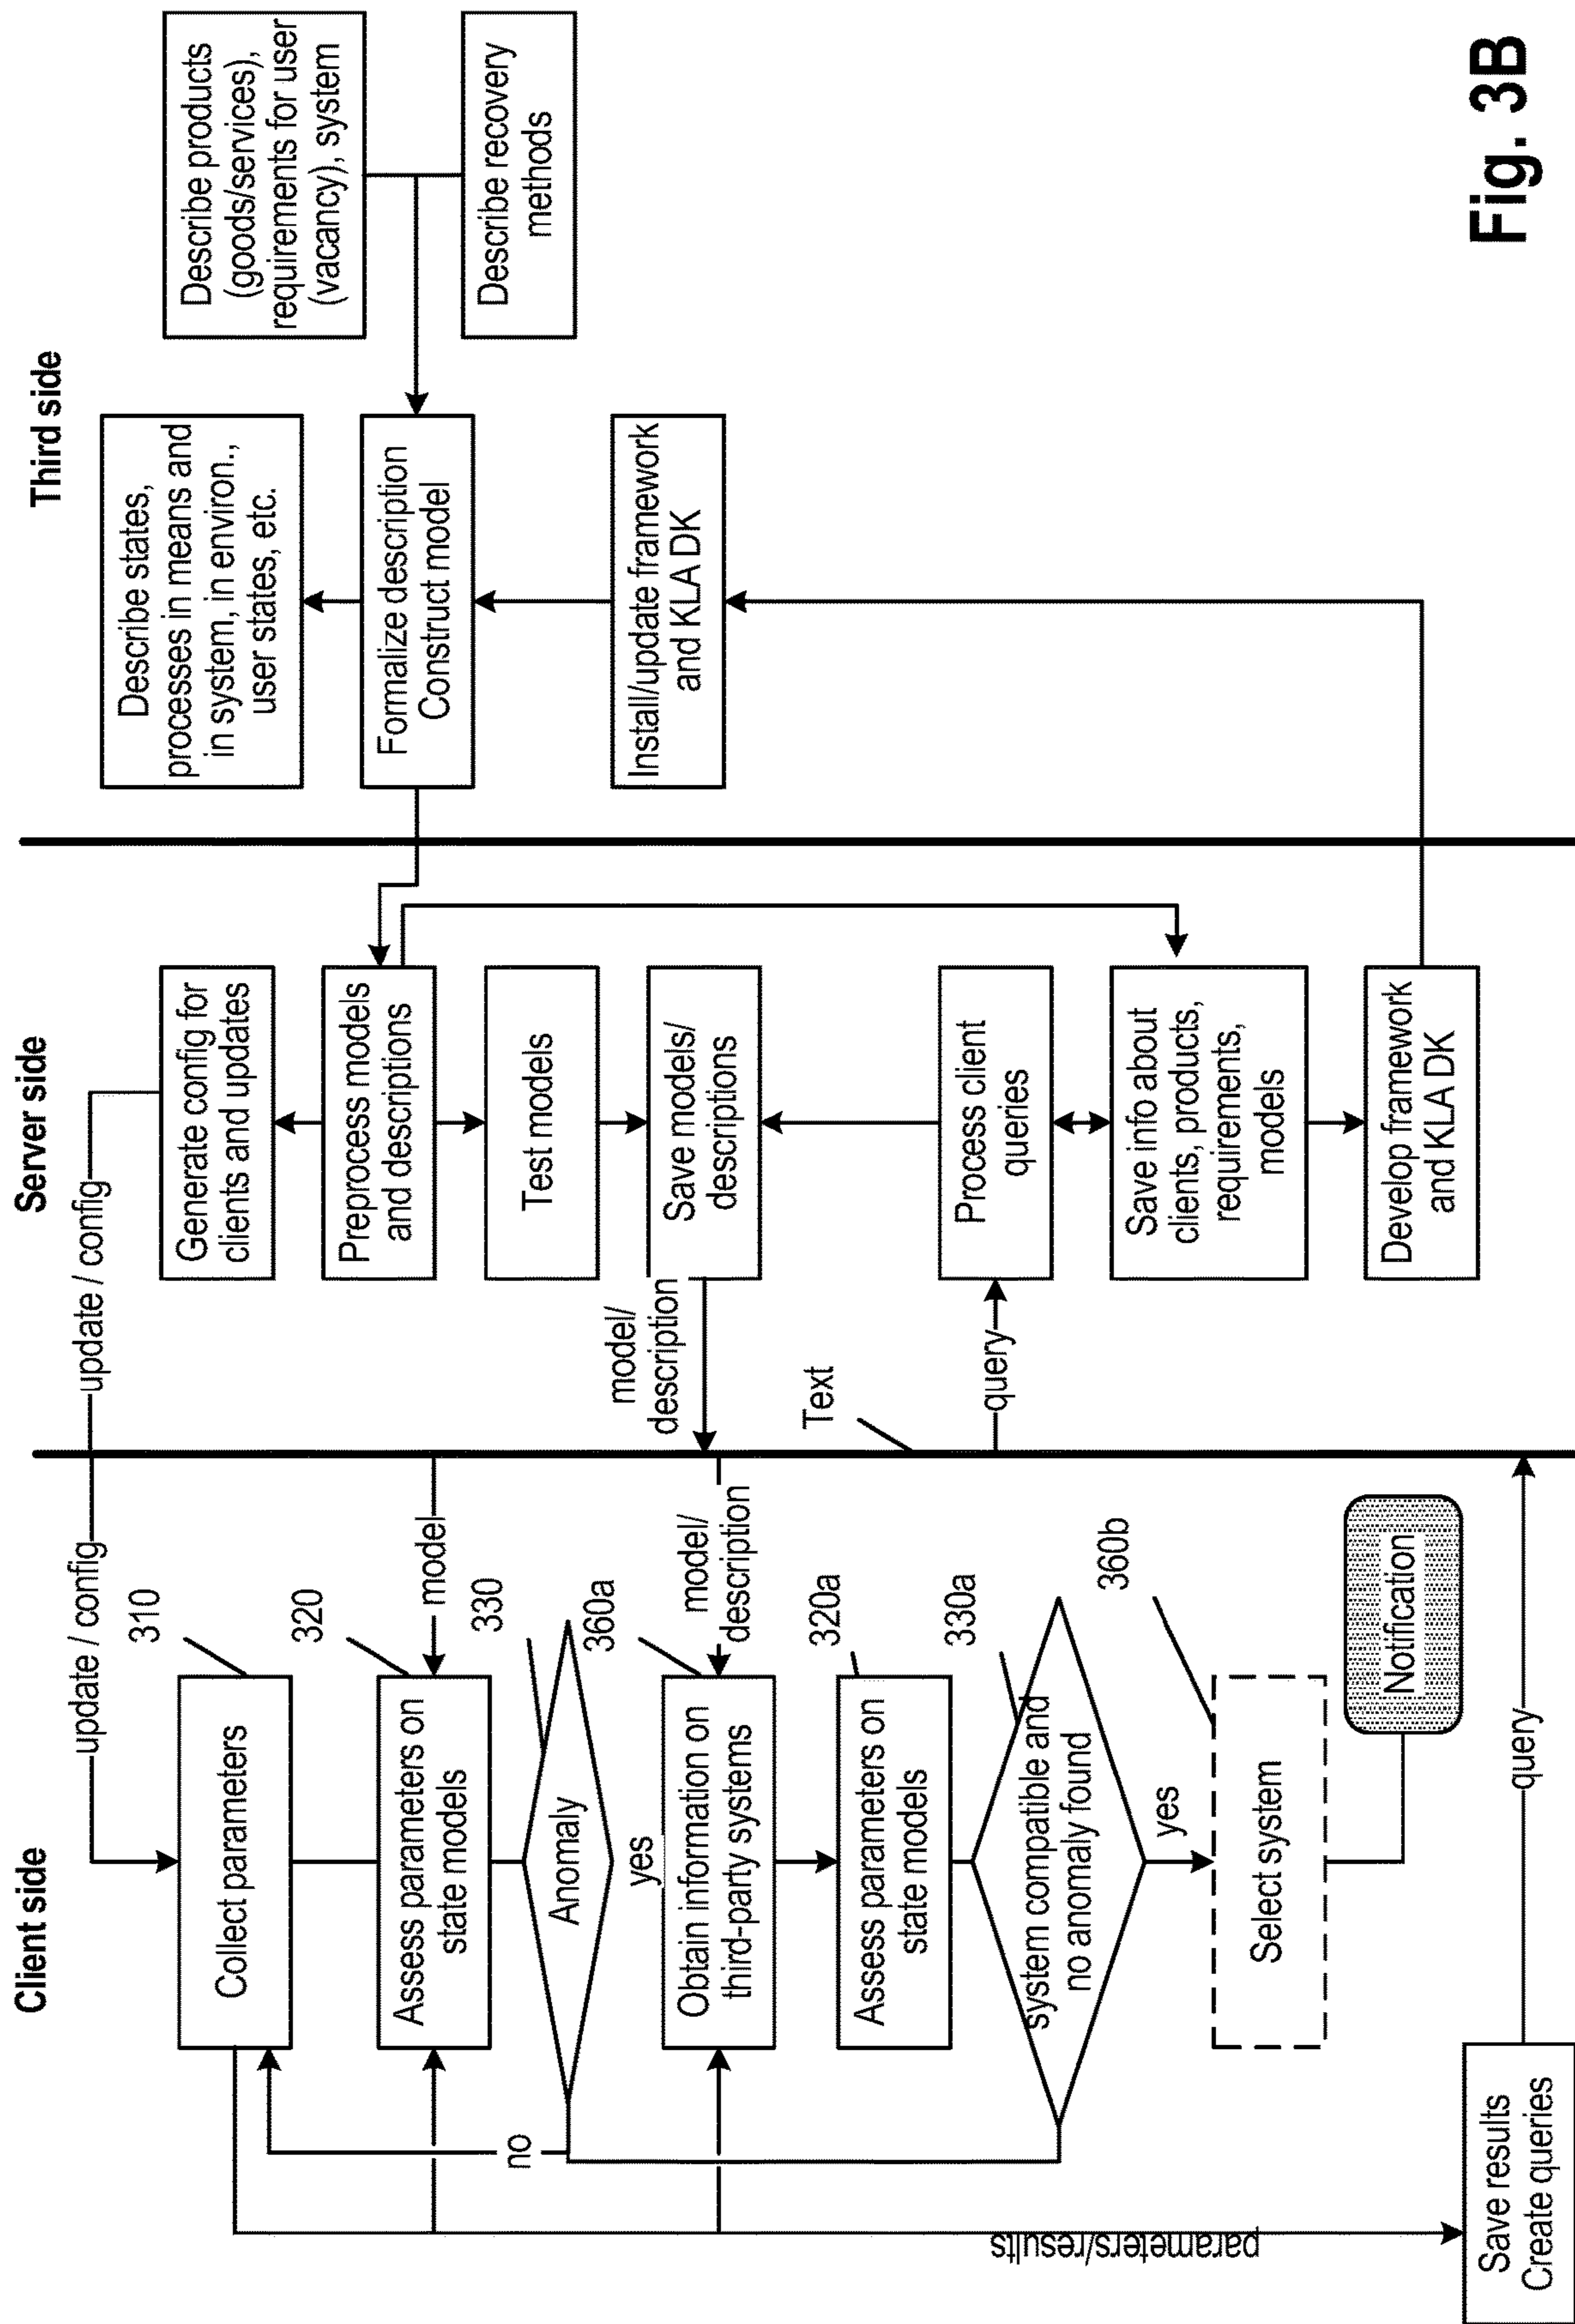 Client side
Server side
Third side
update / config
update / config
310
Collect parameters
320
Assess parameters on
state models
model
330
Anomaly
no
yes
360a
Obtain information on
third-party systems
model/
description
model/
description
320a
Assess parameters on
state models
330a
system compatible and
no anomaly found
yes
360b
Select system
Notification
parameters/results
Save results
Create queries
query
Text
query
Generate config for
clients and updates
Preprocess models
and descriptions
Test models
Save models/
descriptions
Process client
queries
Save info about
clients, products,
requirements,
models
Develop framework
and KLA DK
Describe states,
processes in means and
in system, in environ.,
user states, etc.
Formalize description
Construct model
Install/update framework
and KLA DK
Describe products
(goods/services),
requirements for user
(vacancy), system
Describe recovery
methods
Fig. 3B